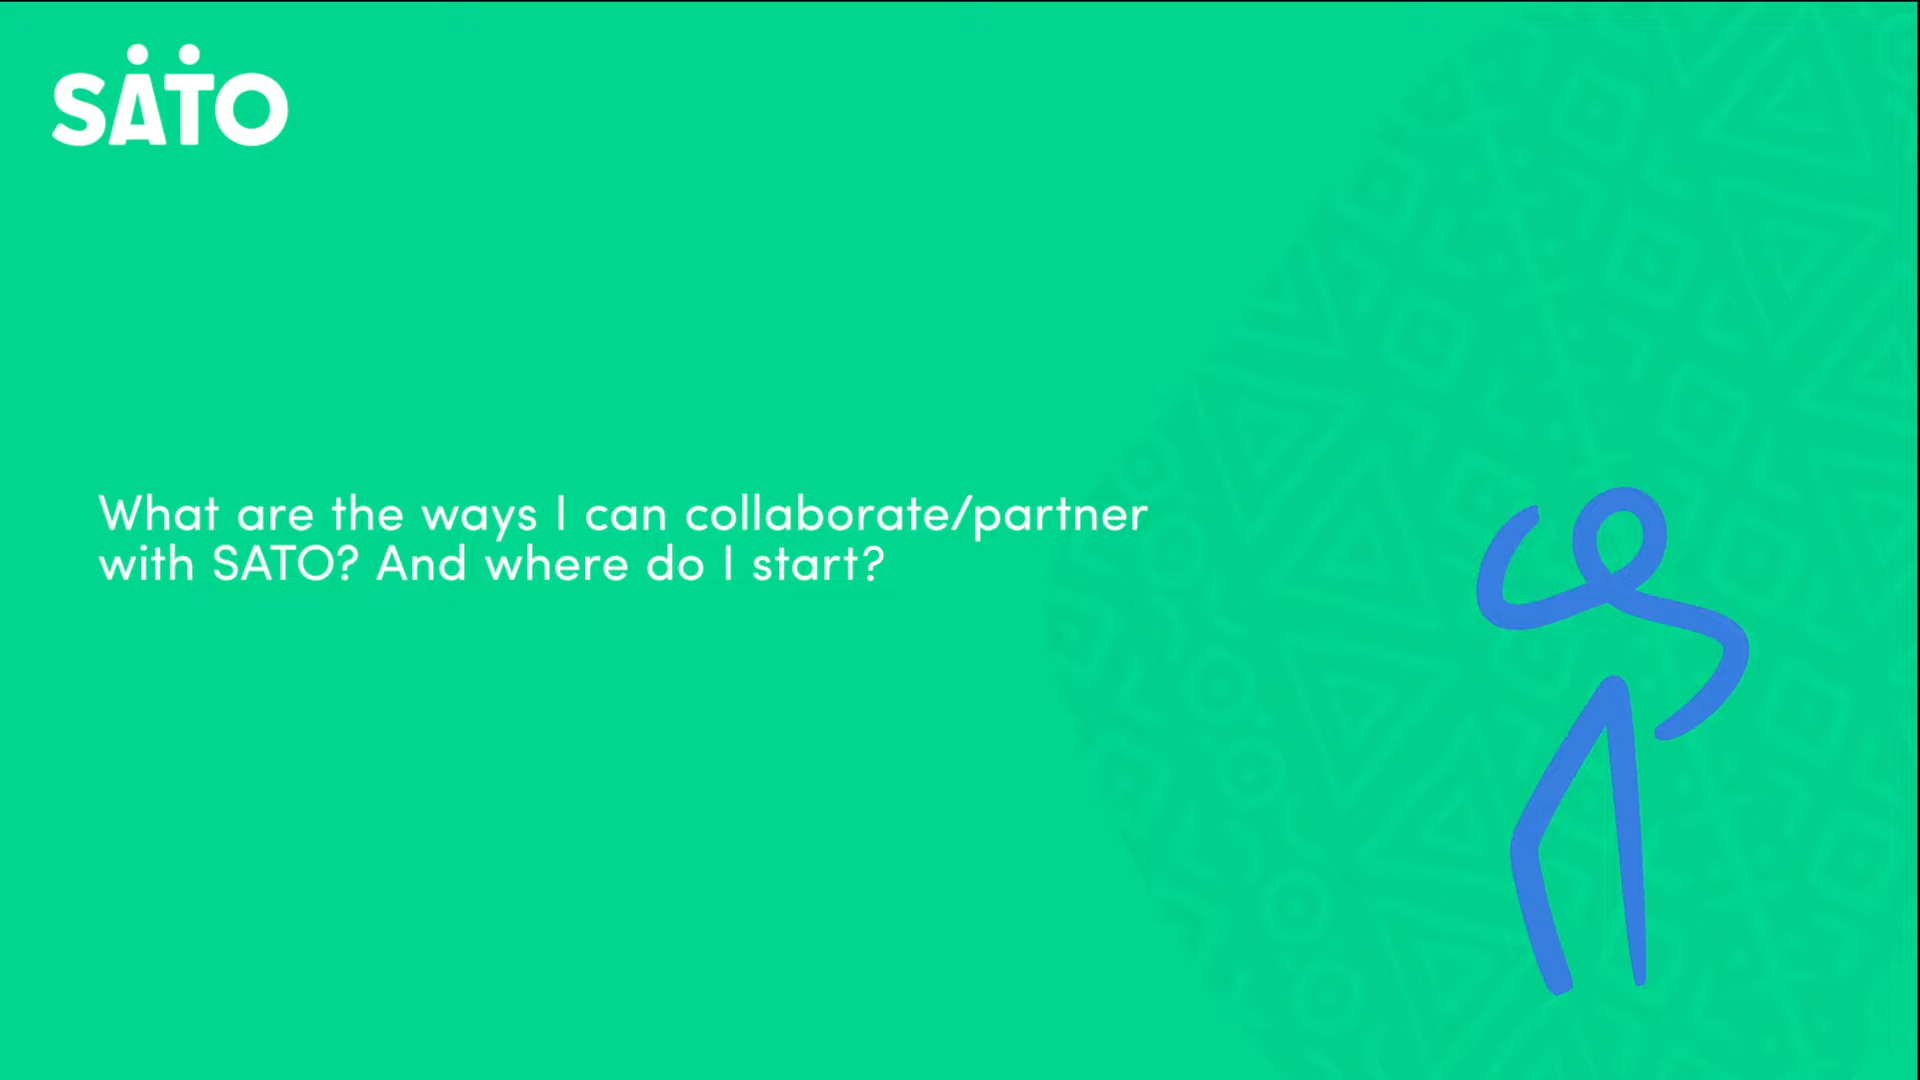 SATO
What are the ways I can collaborate/partner
with SATO? And where do I start?